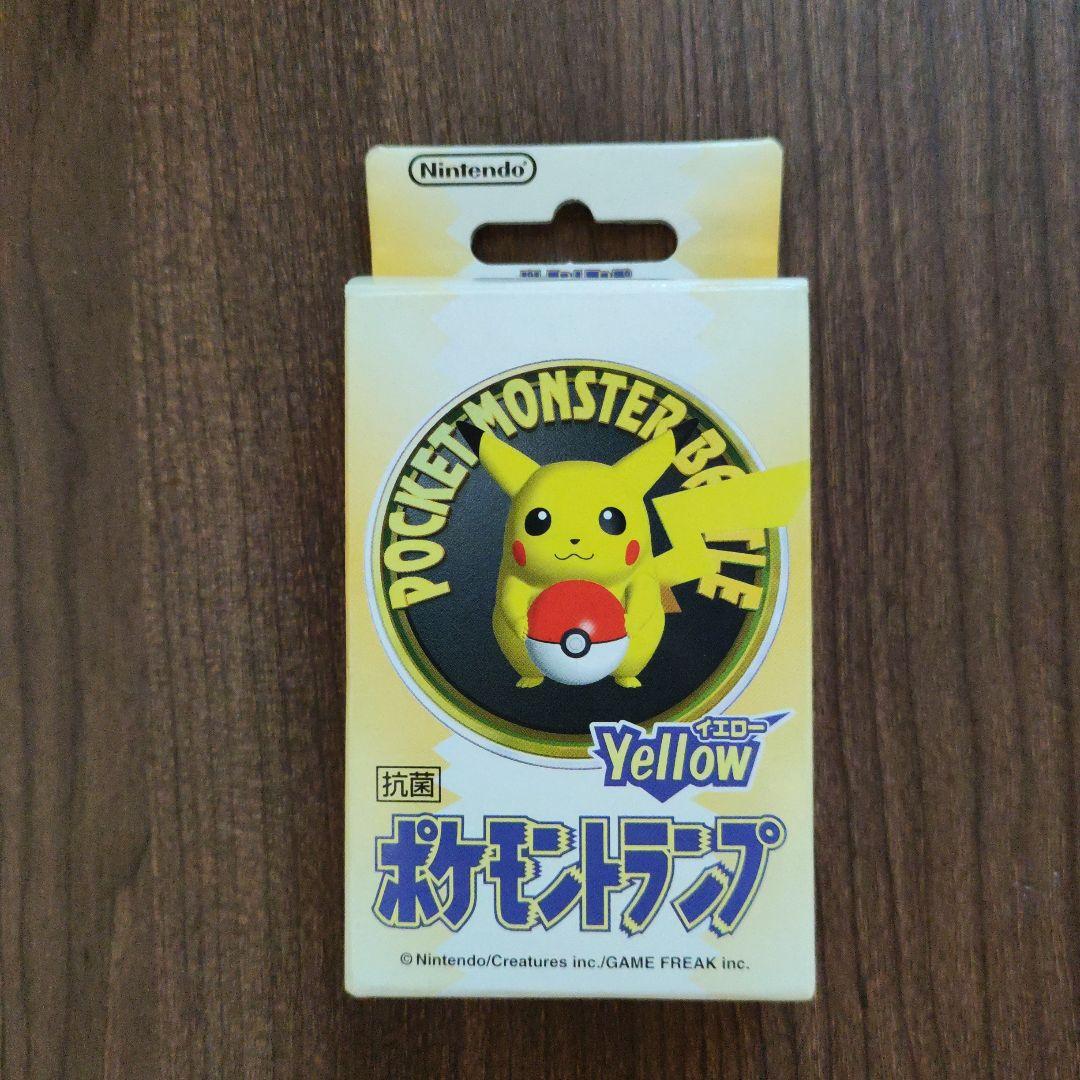 Nintendo®
POCKET MONSTER BATTLE
イエロー
Yellow
抗菌
ポケモントランプ
©Nintendo/Creatures inc./GAME FREAK inc.